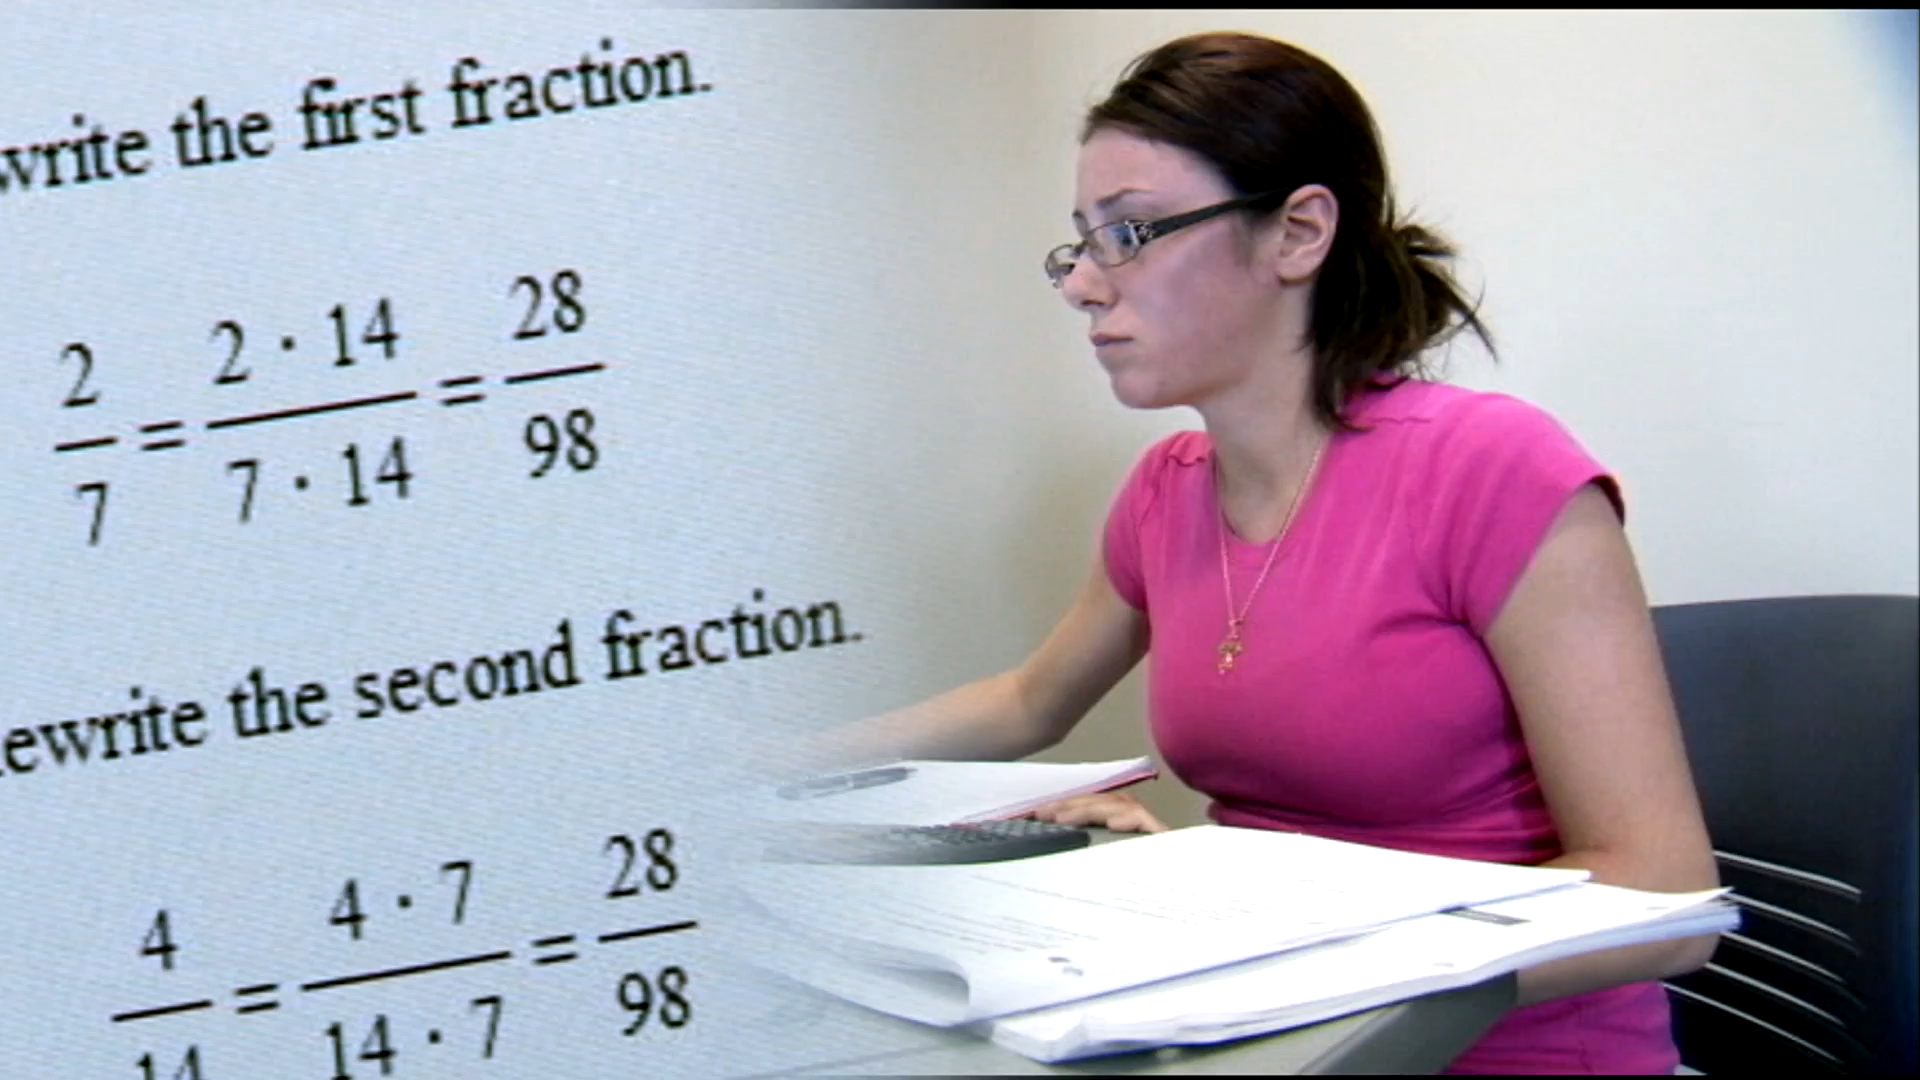 write the first fraction.
2/7 = 2 · 14/7 · 14 = 28/98
ewrite the second fraction.
4/14 = 4 · 7/14 · 7 = 28/98